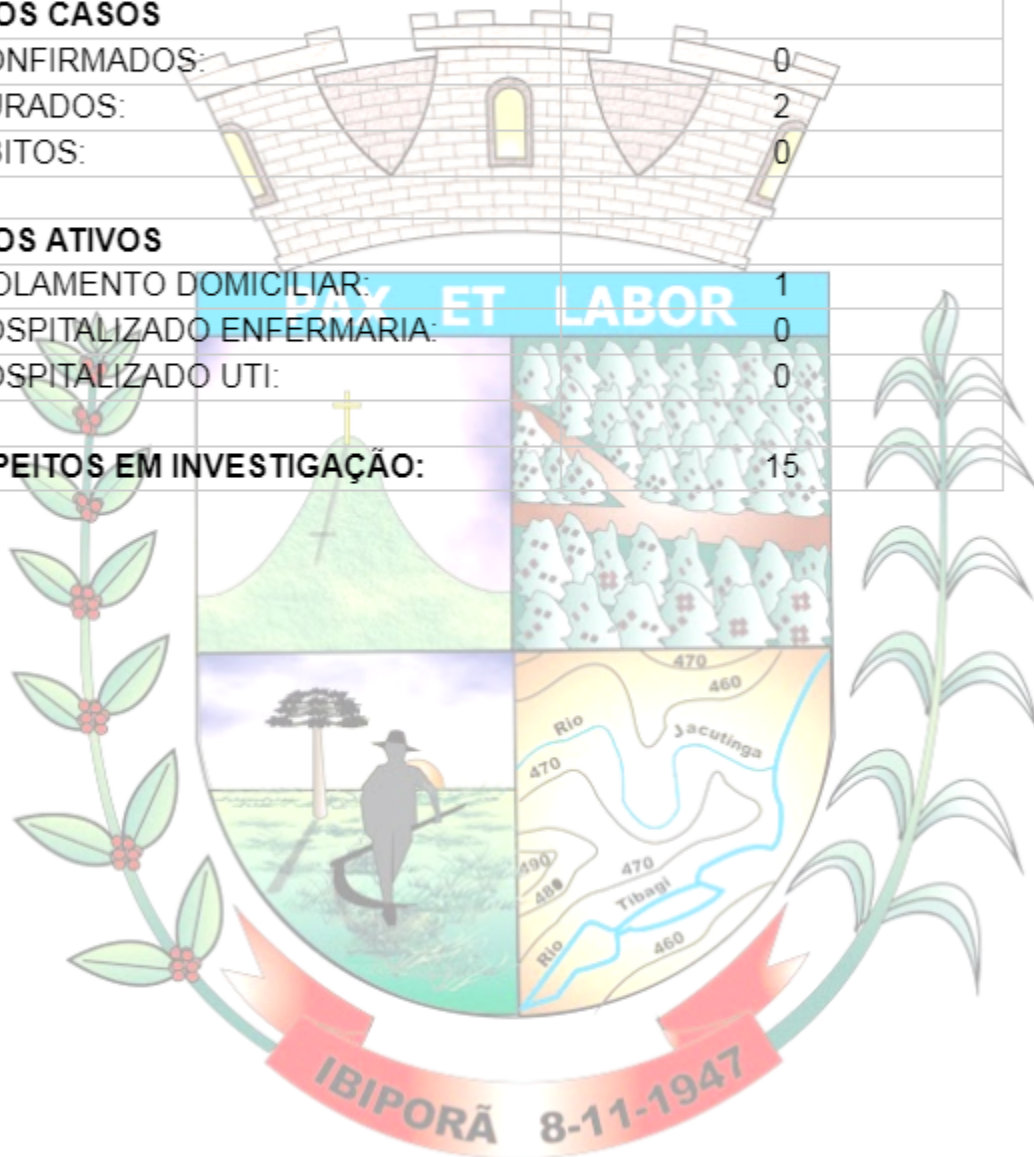 OS CASOS
ONFIRMADOS: 0
URADOS: 2
BITOS: 0
OS ATIVOS
OLAMENTO DOMICILIAR: 1
OSPITALIZADO ENFERMARIA: 0
OSPITALIZADO UTI: 0
PEITOS EM INVESTIGAÇÃO: 15
PAX ET LABOR
470
460
Rio Jacutinga
470
490
480
470
Rio Tibagi
460
IBIPORÃ 8-11-1947